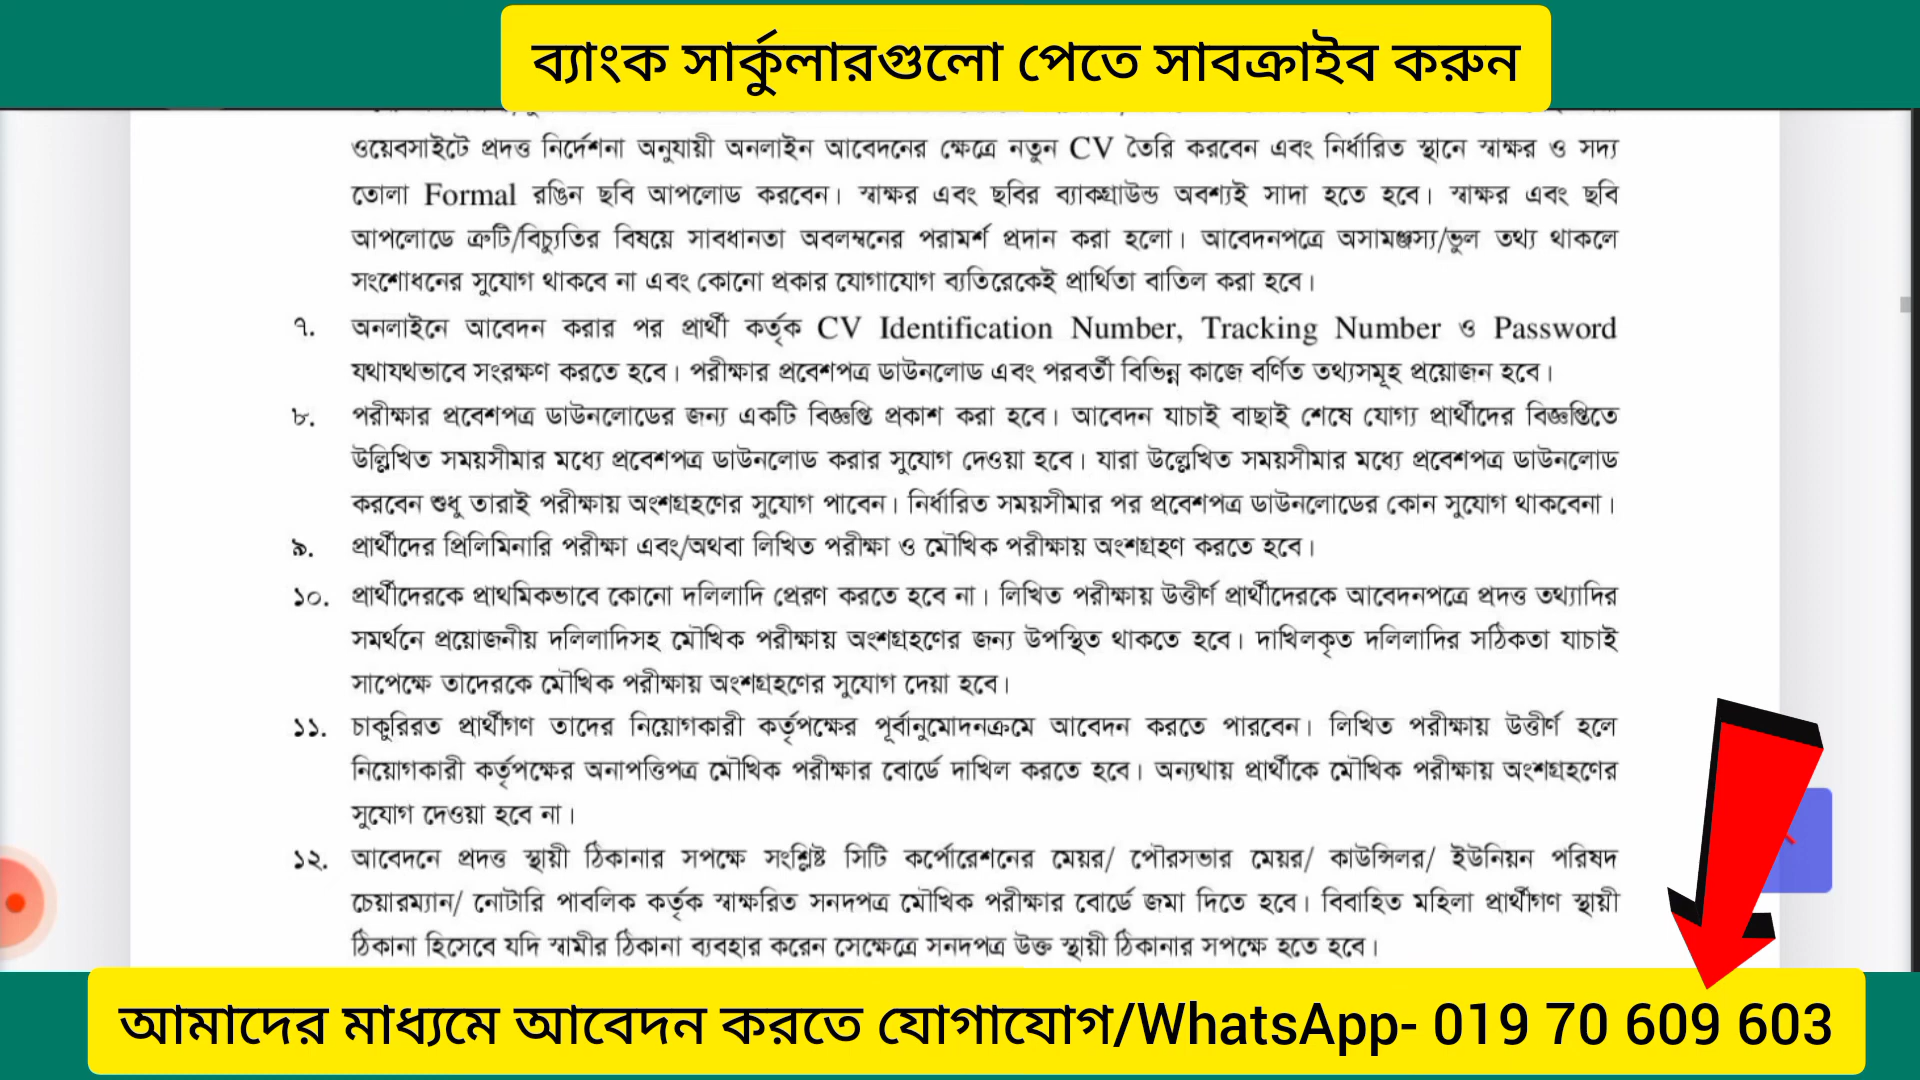 ব্যাংক সার্কুলারগুলো পেতে সাবক্রাইব করুন
ওয়েবসাইটে প্রদত্ত নির্দেশনা অনুযায়ী অনলাইন আবেদনের ক্ষেত্রে নতুন CV তৈরি করবেন এবং নির্ধারিত স্থানে স্বাক্ষর ও সদ্য
তোলা Formal রঙিন ছবি আপলোড করবেন। স্বাক্ষর এবং ছবির ব্যাকগ্রাউন্ড অবশ্যই সাদা হতে হবে। স্বাক্ষর এবং ছবি
আপলোডে ত্রুটি/বিচ্যুতির বিষয়ে সাবধানতা অবলম্বনের পরামর্শ প্রদান করা হলো। আবেদনপত্রে অসামঞ্জস্য/ভুল তথ্য থাকলে
সংশোধনের সুযোগ থাকবে না এবং কোনো প্রকার যোগাযোগ ব্যতিরেকেই প্রার্থিতা বাতিল করা হবে।
৭. অনলাইনে আবেদন করার পর প্রার্থী কর্তৃক CV Identification Number, Tracking Number ও Password
যথাযথভাবে সংরক্ষণ করতে হবে। পরীক্ষার প্রবেশপত্র ডাউনলোড এবং পরবর্তী বিভিন্ন কাজে বর্ণিত তথ্যসমূহ প্রয়োজন হবে।
৮. পরীক্ষার প্রবেশপত্র ডাউনলোডের জন্য একটি বিজ্ঞপ্তি প্রকাশ করা হবে। আবেদন যাচাই বাছাই শেষে যোগ্য প্রার্থীদের বিজ্ঞপ্তিতে
উল্লিখিত সময়সীমার মধ্যে প্রবেশপত্র ডাউনলোড করার সুযোগ দেওয়া হবে। যারা উল্লেখিত সময়সীমার মধ্যে প্রবেশপত্র ডাউনলোড
করবেন শুধু তারাই পরীক্ষায় অংশগ্রহণের সুযোগ পাবেন। নির্ধারিত সময়সীমার পর প্রবেশপত্র ডাউনলোডের কোন সুযোগ থাকবেনা।
৯. প্রার্থীদের প্রিলিমিনারি পরীক্ষা এবং/অথবা লিখিত পরীক্ষা ও মৌখিক পরীক্ষায় অংশগ্রহণ করতে হবে।
১০. প্রার্থীদেরকে প্রাথমিকভাবে কোনো দলিলাদি প্রেরণ করতে হবে না। লিখিত পরীক্ষায় উত্তীর্ণ প্রার্থীদেরকে আবেদনপত্রে প্রদত্ত তথ্যাদির
সমর্থনে প্রয়োজনীয় দলিলাদিসহ মৌখিক পরীক্ষায় অংশগ্রহণের জন্য উপস্থিত থাকতে হবে। দাখিলকৃত দলিলাদির সঠিকতা যাচাই
সাপেক্ষে তাদেরকে মৌখিক পরীক্ষায় অংশগ্রহণের সুযোগ দেয়া হবে।
১১. চাকুরিরত প্রার্থীগণ তাদের নিয়োগকারী কর্তৃপক্ষের পূর্বানুমোদনক্রমে আবেদন করতে পারবেন। লিখিত পরীক্ষায় উত্তীর্ণ হলে
নিয়োগকারী কর্তৃপক্ষের অনাপত্তিপত্র মৌখিক পরীক্ষার বোর্ডে দাখিল করতে হবে। অন্যথায় প্রার্থীকে মৌখিক পরীক্ষায় অংশগ্রহণের
সুযোগ দেওয়া হবে না।
১২. আবেদনে প্রদত্ত স্থায়ী ঠিকানার সপক্ষে সংশ্লিষ্ট সিটি কর্পোরেশনের মেয়র/ পৌরসভার মেয়র/ কাউন্সিলর/ ইউনিয়ন পরিষদ
চেয়ারম্যান/ নোটারি পাবলিক কর্তৃক স্বাক্ষরিত সনদপত্র মৌখিক পরীক্ষার বোর্ডে জমা দিতে হবে। বিবাহিত মহিলা প্রার্থীগণ স্থায়ী
ঠিকানা হিসেবে যদি স্বামীর ঠিকানা ব্যবহার করেন সেক্ষেত্রে সনদপত্র উক্ত স্থায়ী ঠিকানার সপক্ষে হতে হবে।
আমাদের মাধ্যমে আবেদন করতে যোগাযোগ/WhatsApp- 019 70 609 603